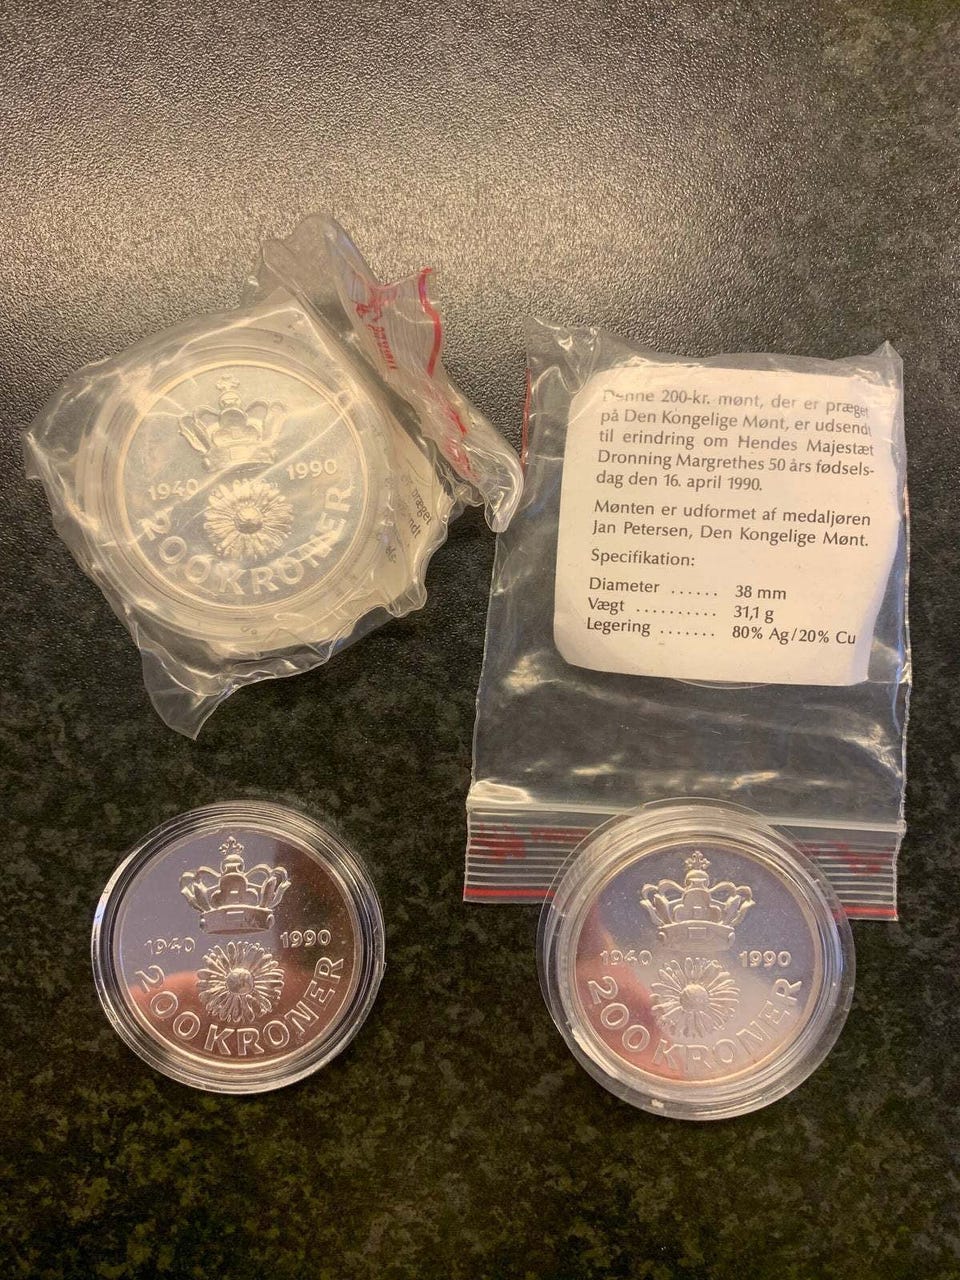 1940
1990
200 KRONER
præget
ndt
els-
Denne 200-kr. mønt, der er præget
på Den Kongelige Mønt, er udsendt
til erindring om Hendes Majestæt
Dronning Margrethes 50 års fødsels-
dag den 16. april 1990.
Mønten er udformet af medaljøren
Jan Petersen, Den Kongelige Mønt.
Specifikation:
Diameter ...... 38 mm
Vægt .......... 31,1 g
Legering ....... 80% Ag/20% Cu
1940
1990
200 KRONER
1940
1990
200 KRONER